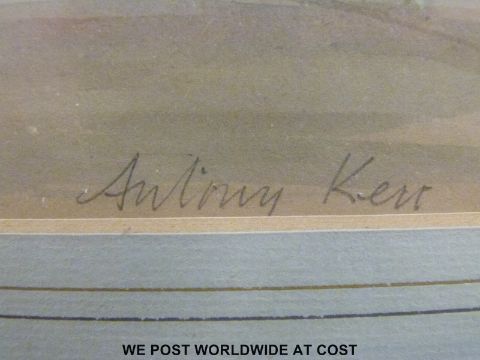 Antony Kerr
WE POST WORLDWIDE AT COST